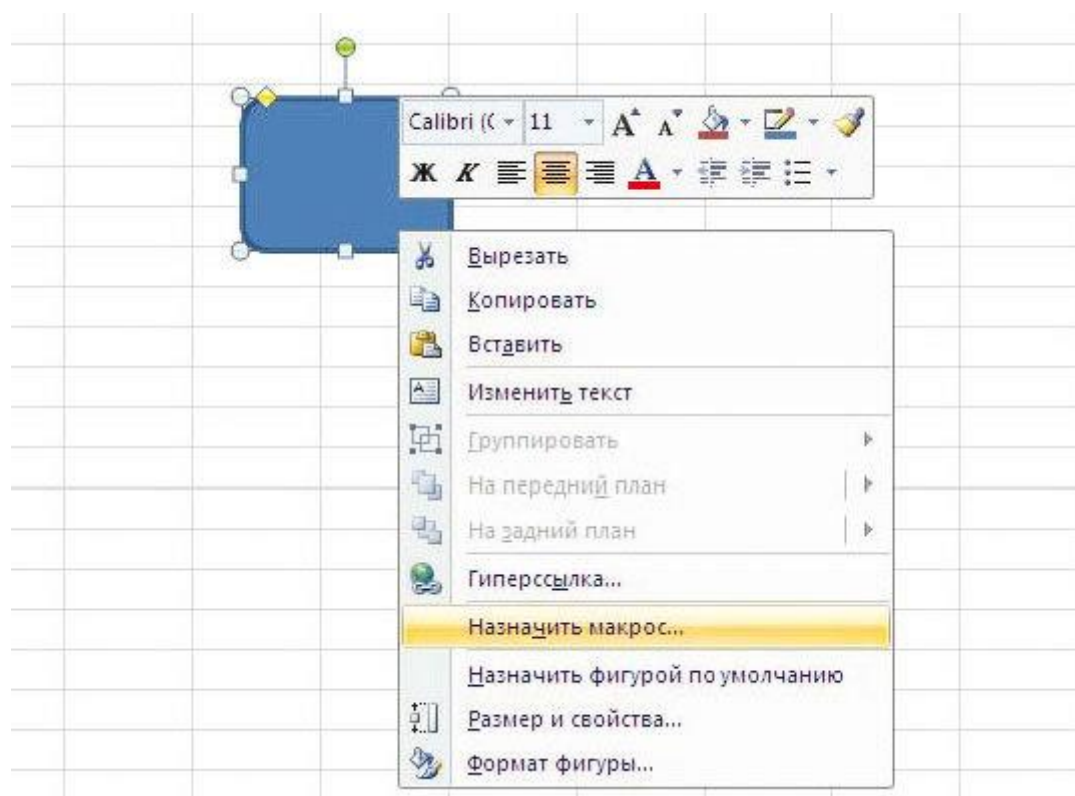 Calibri (С 11 А А
Ж К А
Вырезать
Копировать
Вставить
Изменить текст
Группировать
На передний план
На задний план
Гиперссылка...
Назначить макрос...
Назначить фигурой по умолчанию
Размер и свойства...
Формат фигуры...